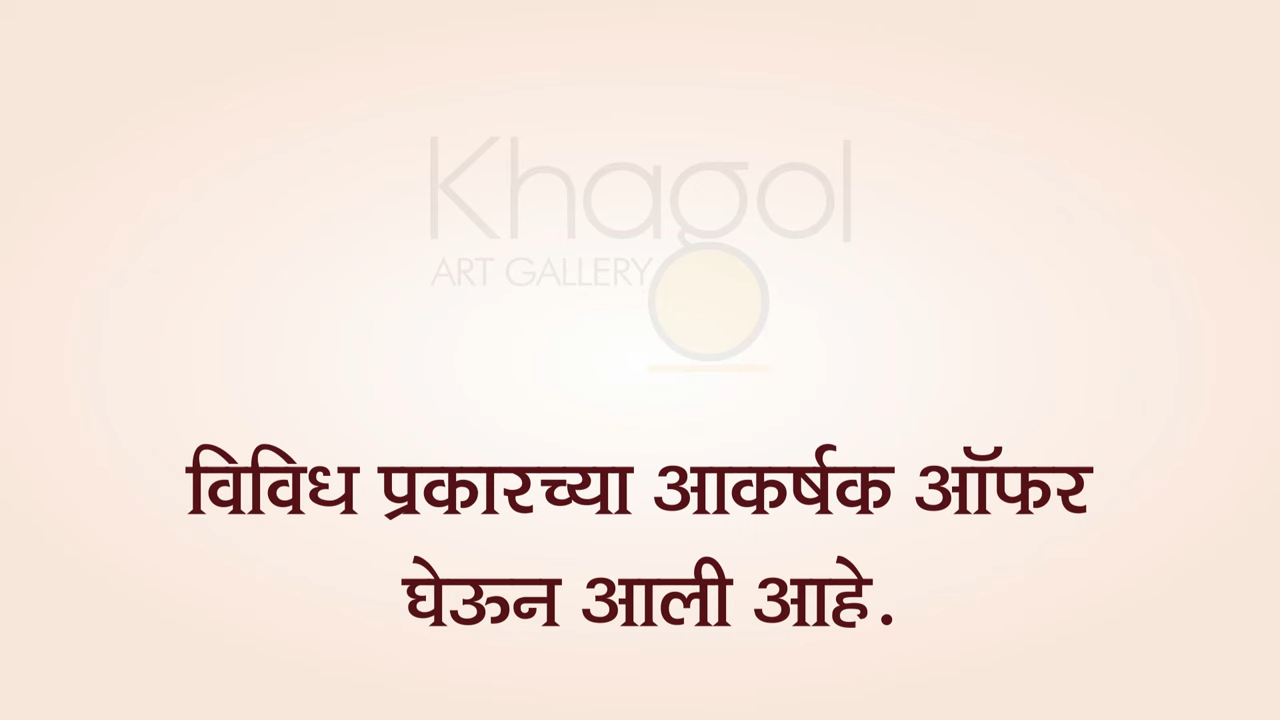 Khagol
ART GALLERY
विविध प्रकारच्या आकर्षक ऑफर
घेऊन आली आहे.